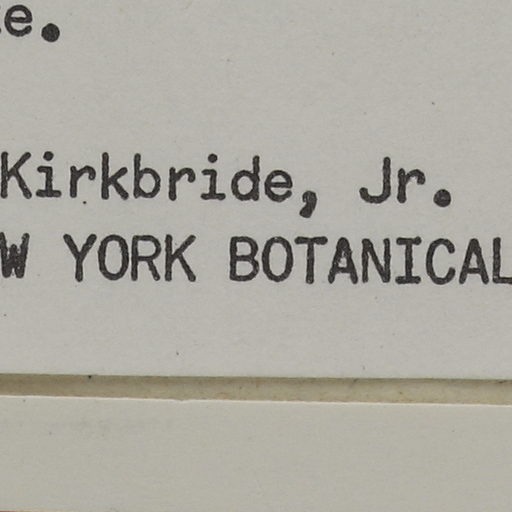 e.
Kirkbride, Jr.
W YORK BOTANICAL